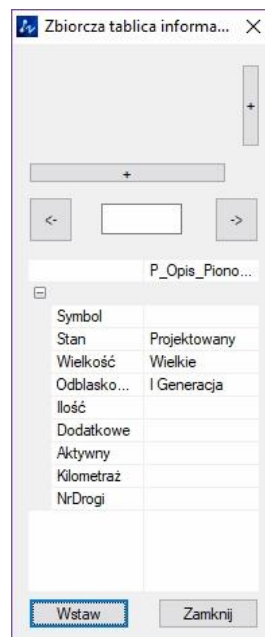 Zbiorcza tablica informa...
+
+
<- ->
P_Opis_Piono...
Symbol
Stan Projektowany
Wielkość Wielkie
Odblasko... I Generacja
Ilość
Dodatkowe
Aktywny
Kilometraż
NrDrogi
Wstaw Zamknij